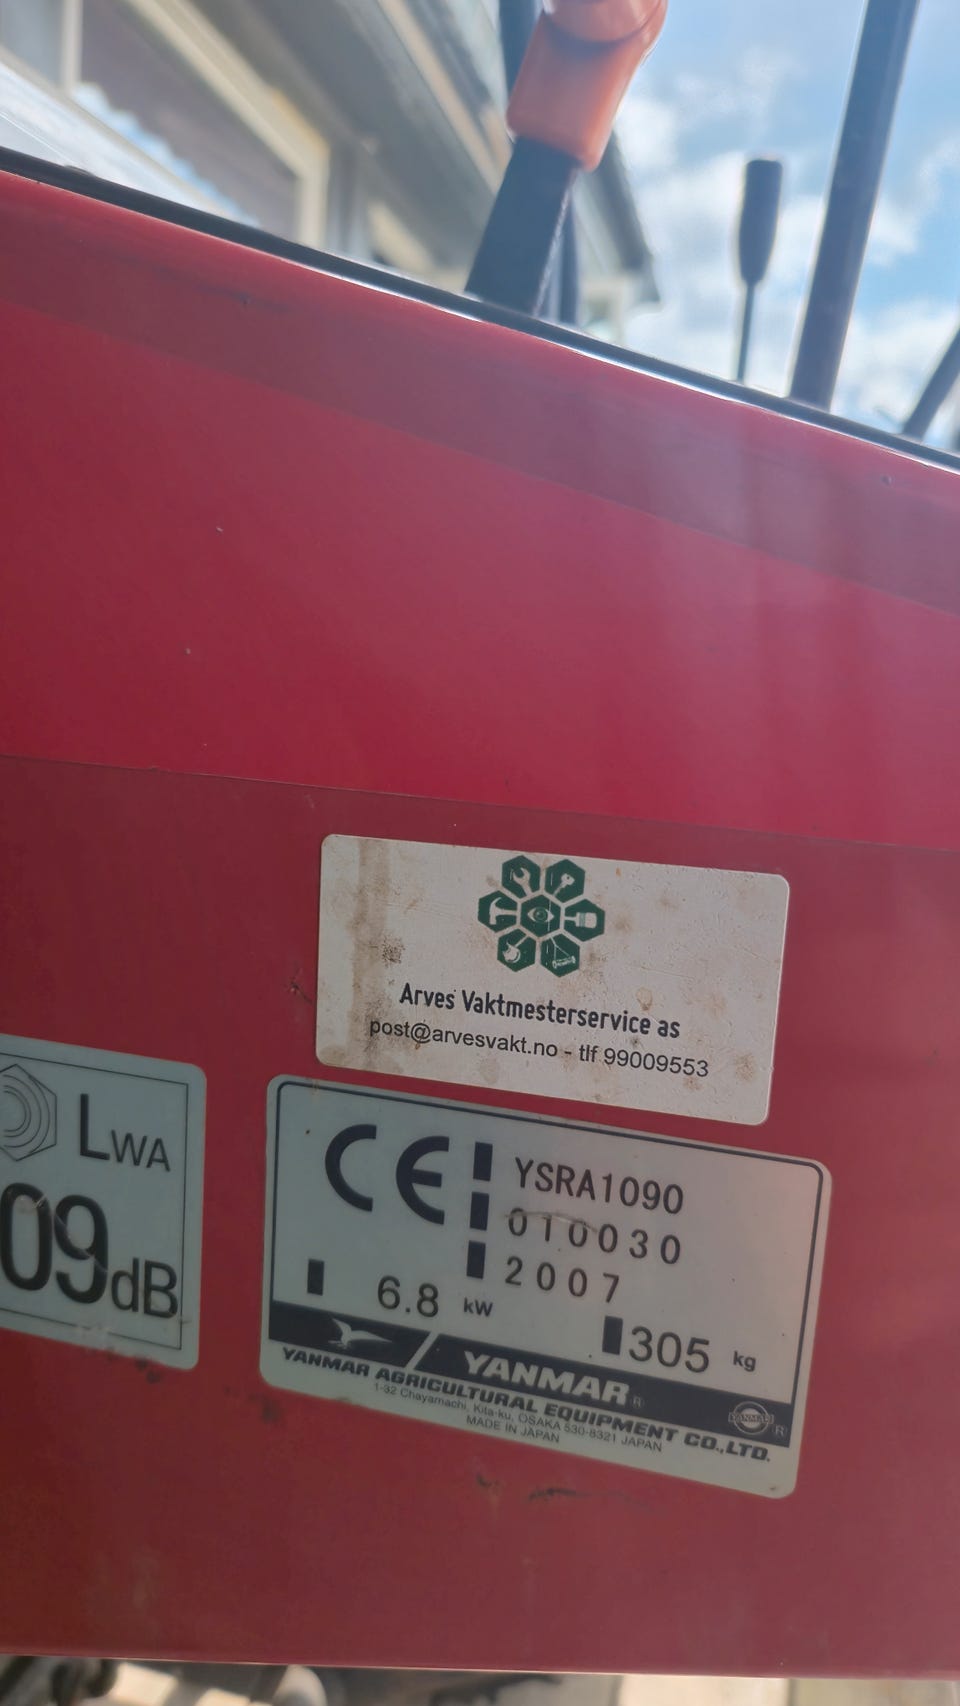 Arves Vaktmesterservice as
post@arvesvakt.no - tlf 99009553
LWA
09dB
CE
YSRA1090
010030
2007
6.8 kW
305 kg
YANMAR ®
YANMAR ®
YANMAR AGRICULTURAL EQUIPMENT CO.,LTD.
1-32 Chayamachi, Kita-ku, OSAKA 530-8321 JAPAN
MADE IN JAPAN